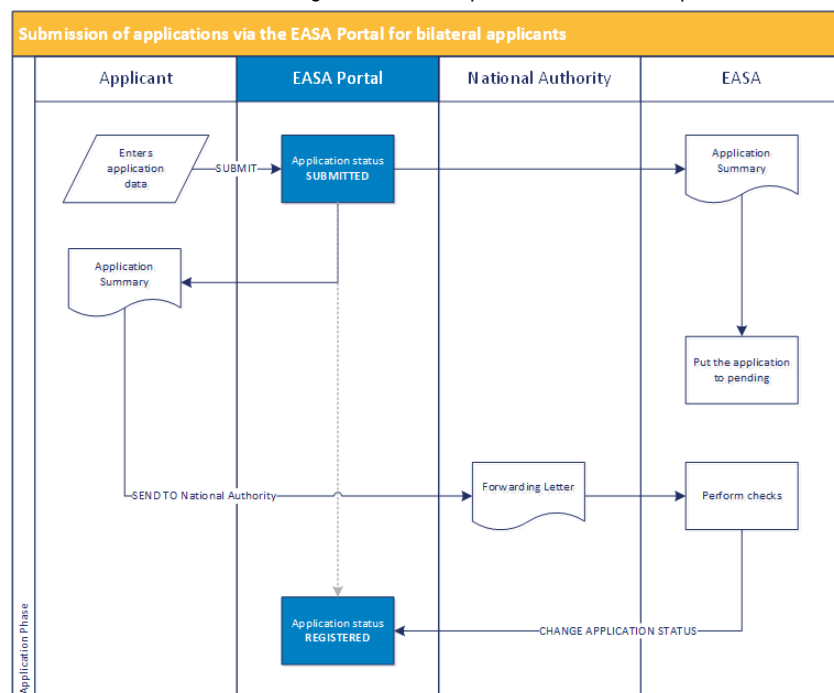 Submission of applications via the EASA Portal for bilateral applicants
Applicant
EASA Portal
National Authority
EASA
Enters
application
data
SUBMIT
Application status
SUBMITTED
Application
Summary
Application
Summary
Put the application
to pending
SEND TO National Authority
Forwarding Letter
Perform checks
Application status
REGISTERED
CHANGE APPLICATION STATUS
Application Phase